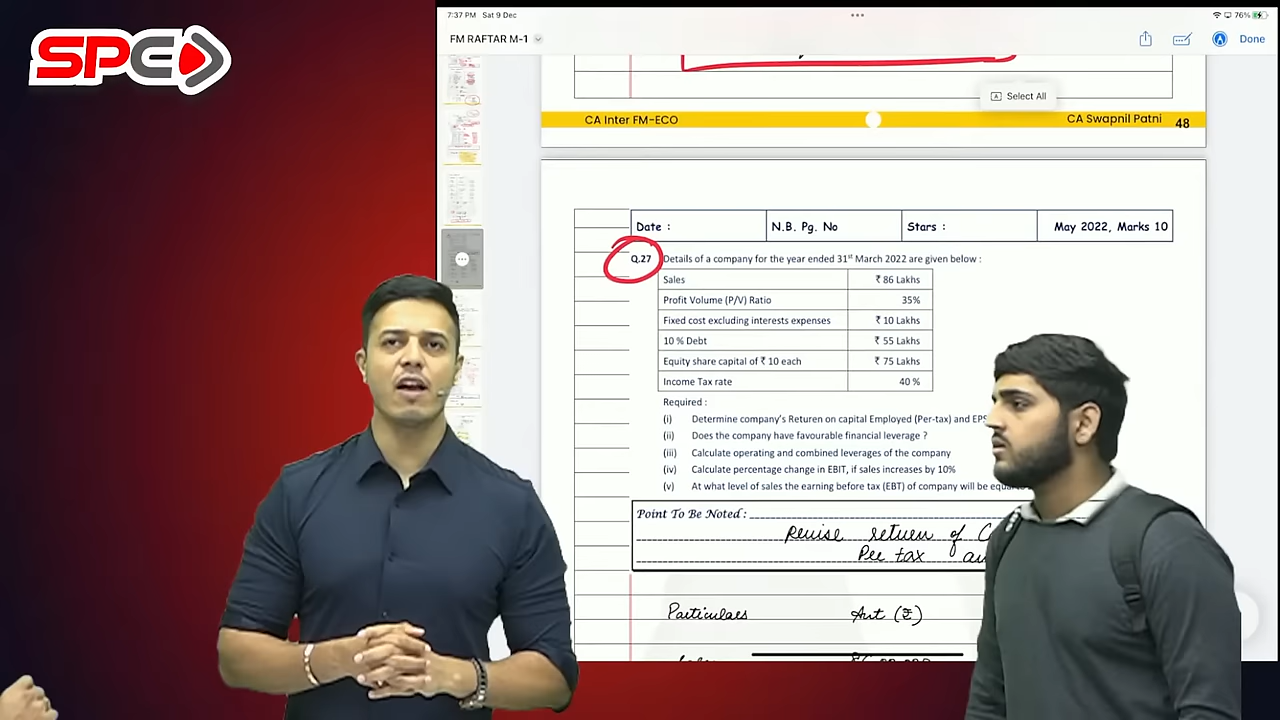 SPC
7:37 PM Sat 9 Dec
76%
FM RAFTAR M-1
Done
Select All
CA Inter FM-ECO
CA Swapnil Patni 48
Date :
N.B. Pg. No
Stars :
May 2022, Marks 10
Q.27 Details of a company for the year ended 31st March 2022 are given below :
Sales ₹ 86 Lakhs
Profit Volume (P/V) Ratio 35%
Fixed cost excluding interests expenses ₹ 10 Lakhs
10 % Debt ₹ 55 Lakhs
Equity share capital of ₹ 10 each ₹ 75 Lakhs
Income Tax rate 40 %
Required :
(i) Determine company's Returen on capital Employed (Per-tax) and EPS
(ii) Does the company have favourable financial leverage ?
(iii) Calculate operating and combined leverages of the company
(iv) Calculate percentage change in EBIT, if sales increases by 10%
(v) At what level of sales the earning before tax (EBT) of company will be
Point To Be Noted :
Revise return of
Pre tax
Particulars Amt (₹)